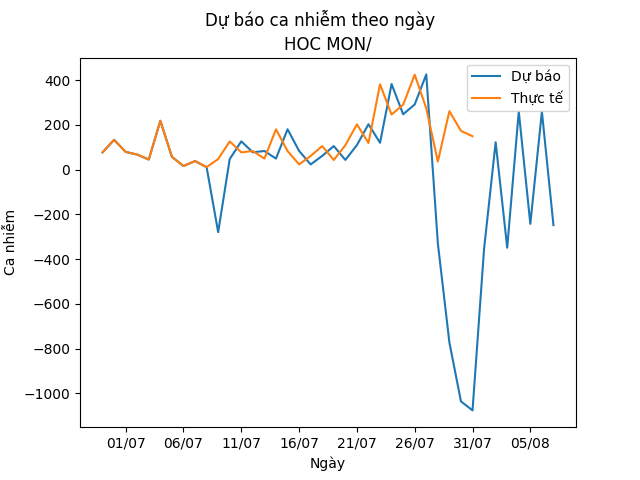 Dự báo ca nhiễm theo ngày
HOC MON/
Dự báo
Thực tế
400
200
0
−200
−400
−600
−800
−1000
Ca nhiễm
01/07 06/07 11/07 16/07 21/07 26/07 31/07 05/08
Ngày